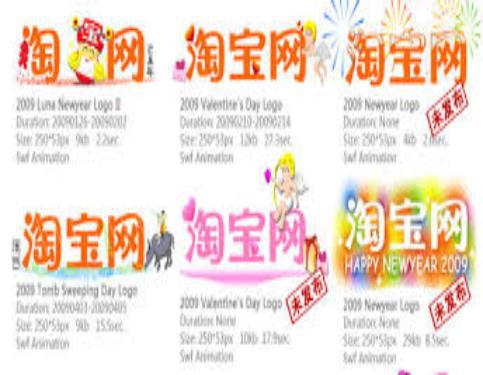 淘宝网
2009 Luna Newyear Logo II
Duration: 20090126-20090202
Size: 250*53px 9kb 2.2sec.
Swf Animation
淘宝网
2009 Valentine's Day Logo
Duration: 20090210-20090214
Size: 250*53px 12kb 27.3sec.
Swf Animation
淘宝网
2009 Newyear Logo
Duration: None
Size: 250*53px 4kb
Swf Animation
未发布
淘宝网
2009 Tomb Sweeping Day Logo
Duration: 20090403-20090405
Size: 250*53px 9kb 15.5sec.
Swf Animation
淘宝网
2009 Valentine's Day Logo
Duration: None
Size: 250*53px 10kb 17.9sec.
Swf Animation
未发布
淘宝网
HAPPY NEWYEAR 2009
2009 Newyear Logo
Duration: None
Size: 250*53px 29kb 8.5sec.
Swf Animation
未发布